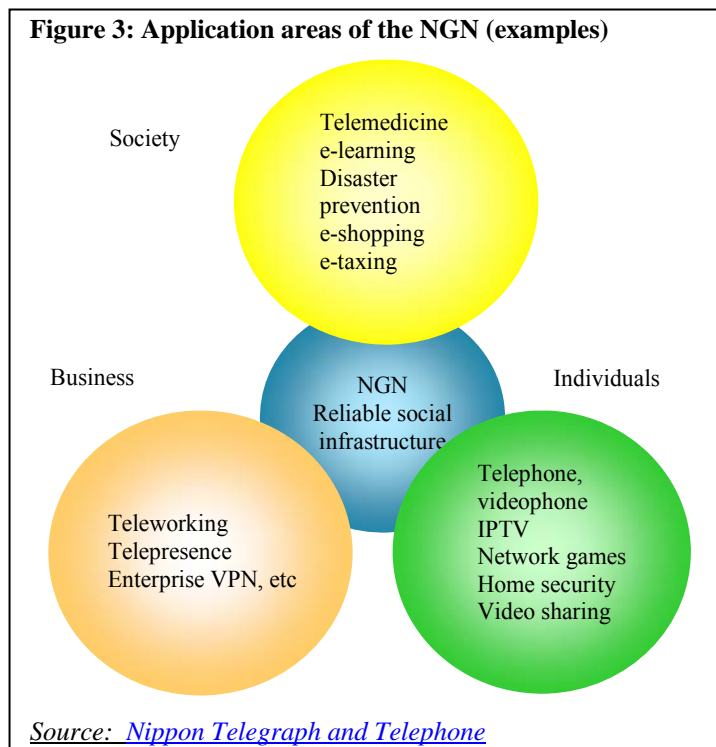 Figure 3: Application areas of the NGN (examples)
Society
Telemedicine
e-learning
Disaster
prevention
e-shopping
e-taxing
Business
NGN
Reliable social
infrastructure
Individuals
Teleworking
Telepresence
Enterprise VPN, etc
Telephone,
videophone
IPTV
Network games
Home security
Video sharing
Source: Nippon Telegraph and Telephone